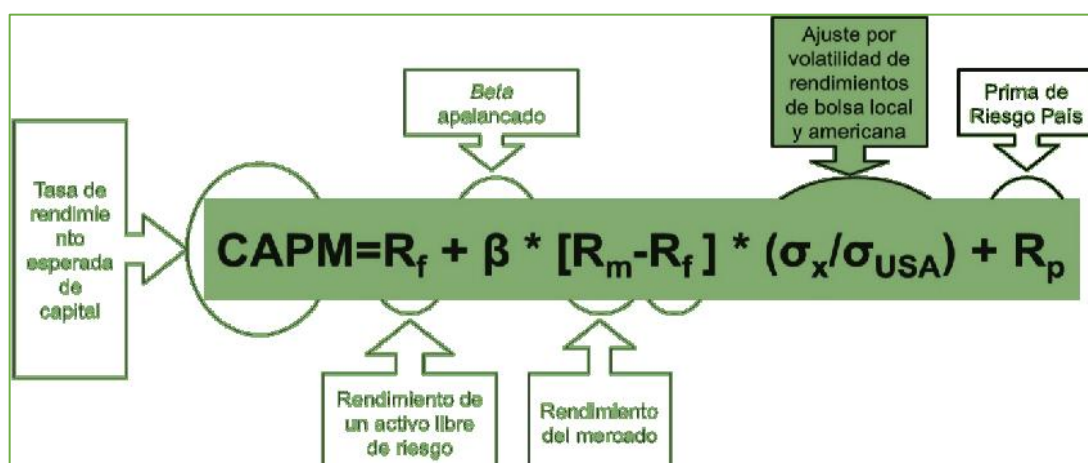 Ajuste por
volatilidad de
rendimientos
de bolsa local
y americana
Beta
apalancado
Prima de
Riesgo País
Tasa de
rendimie
nto
esperada
de
capital
CAPM=Rf + β * [Rm-Rf ] * (σx/σUSA) + Rp
Rendimiento de
un activo libre
de riesgo
Rendimiento
del mercado